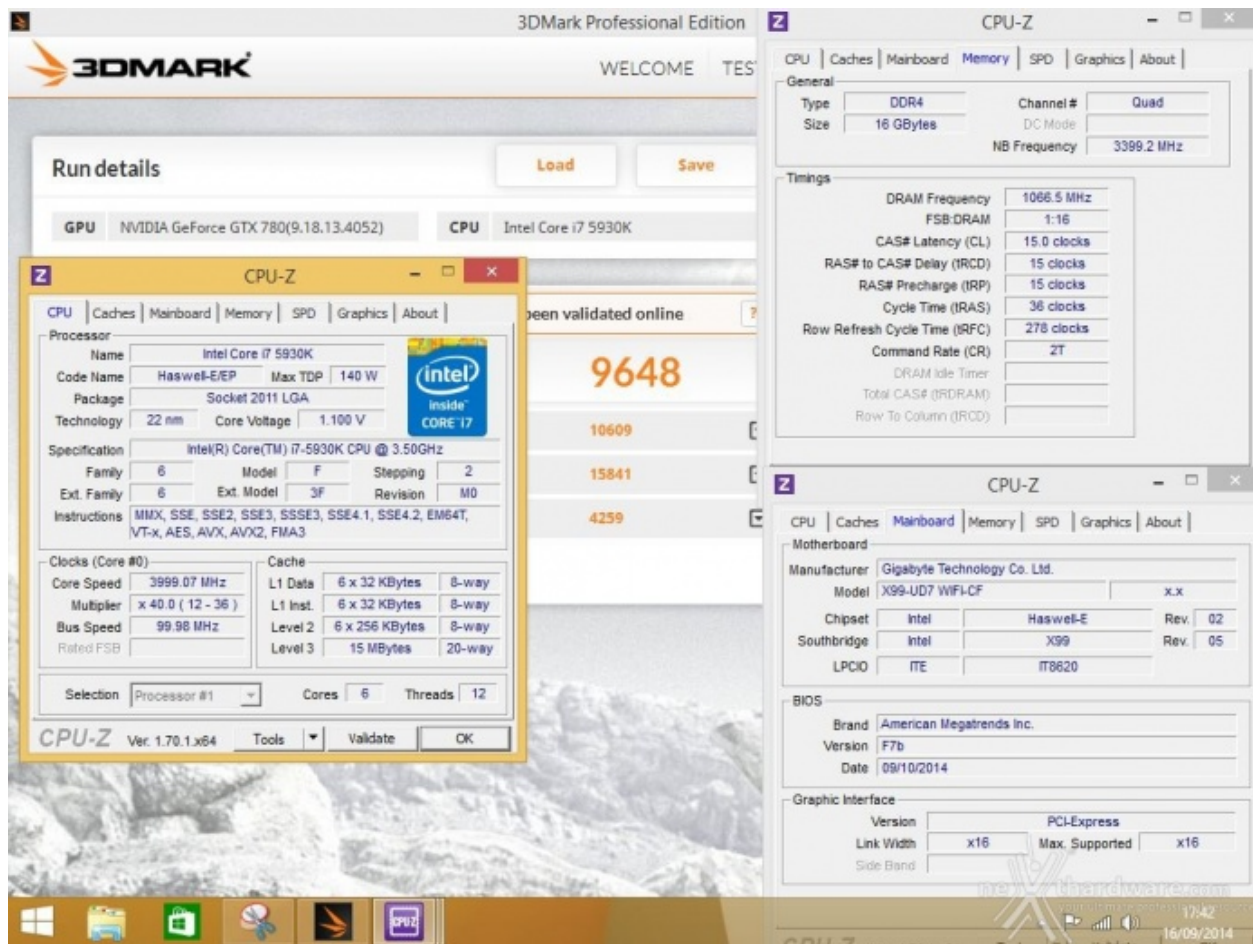 3DMark Professional Edition
3DMARK
WELCOME TES
Run details
Load
Save
GPU NVIDIA GeForce GTX 780(9.18.13.4052) CPU Intel Core i7 5930K
been validated online ?
9648
10609
15841
4259
CPU-Z
CPU Caches Mainboard Memory SPD Graphics About
Processor
Name Intel Core i7 5930K
Code Name Haswell-E/EP Max TDP 140 W
Package Socket 2011 LGA
Technology 22 nm Core Voltage 1.100 V
intel
inside™
CORE™i7
Specification Intel(R) Core(TM) i7-5930K CPU @ 3.50GHz
Family 6 Model F Stepping 2
Ext. Family 6 Ext. Model 3F Revision M0
Instructions MMX, SSE, SSE2, SSE3, SSSE3, SSE4.1, SSE4.2, EM64T,
VT-x, AES, AVX, AVX2, FMA3
Clocks (Core #0)
Core Speed 3999.07 MHz
Multiplier x 40.0 ( 12 - 36 )
Bus Speed 99.98 MHz
Rated FSB
Cache
L1 Data 6 x 32 KBytes 8-way
L1 Inst. 6 x 32 KBytes 8-way
Level 2 6 x 256 KBytes 8-way
Level 3 15 MBytes 20-way
Selection Processor #1 Cores 6 Threads 12
CPU-Z Ver. 1.70.1.x64 Tools Validate OK
CPU-Z
CPU Caches Mainboard Memory SPD Graphics About
General
Type DDR4 Channel # Quad
Size 16 GBytes DC Mode
NB Frequency 3399.2 MHz
Timings
DRAM Frequency 1066.5 MHz
FSB:DRAM 1:16
CAS# Latency (CL) 15.0 clocks
RAS# to CAS# Delay (tRCD) 15 clocks
RAS# Precharge (tRP) 15 clocks
Cycle Time (tRAS) 36 clocks
Row Refresh Cycle Time (tRFC) 278 clocks
Command Rate (CR) 2T
DRAM Idle Timer
Total CAS# (tRDRAM)
Row To Column (tRCD)
CPU-Z
CPU Caches Mainboard Memory SPD Graphics About
Motherboard
Manufacturer Gigabyte Technology Co. Ltd.
Model X99-UD7 WIFI-CF x.x
Chipset Intel Haswell-E Rev. 02
Southbridge Intel X99 Rev. 05
LPCIO ITE IT8620
BIOS
Brand American Megatrends Inc.
Version F7b
Date 09/10/2014
Graphic Interface
Version PCI-Express
Link Width x16 Max. Supported x16
Side Band
nexthardware.com
your ultimate professional resource
CPU-Z
17:42
16/09/2014